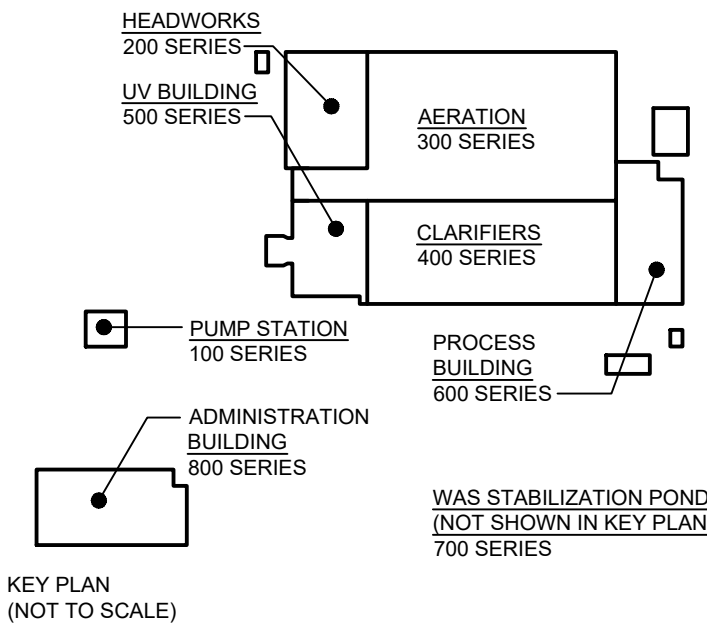 HEADWORKS
200 SERIES
UV BUILDING
500 SERIES
AERATION
300 SERIES
CLARIFIERS
400 SERIES
PUMP STATION
100 SERIES
PROCESS
BUILDING
600 SERIES
ADMINISTRATION
BUILDING
800 SERIES
WAS STABILIZATION POND
(NOT SHOWN IN KEY PLAN
700 SERIES
KEY PLAN
(NOT TO SCALE)